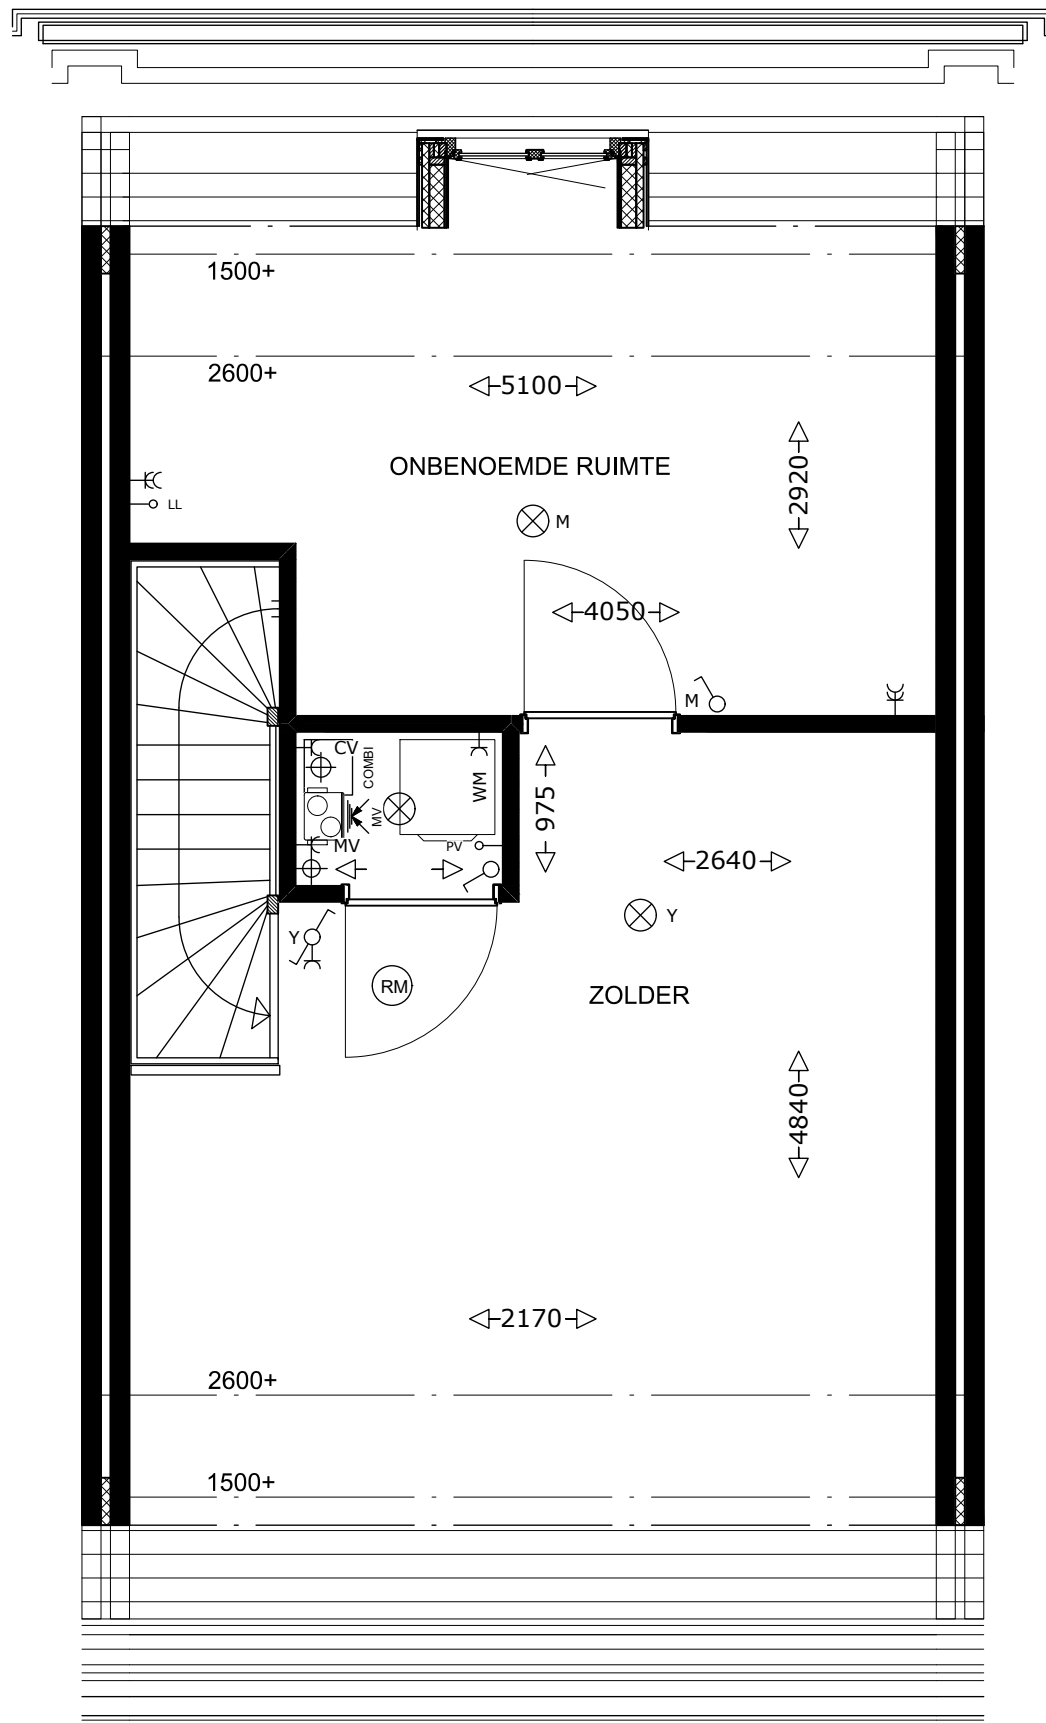 1500+
2600+
5100
ONBENOEMDE RUIMTE
2920
LL
M
4050
M
CV
COMBI
MV
WM
975
MV
PV
2640
Y
Y
RM
ZOLDER
4840
2170
2600+
1500+